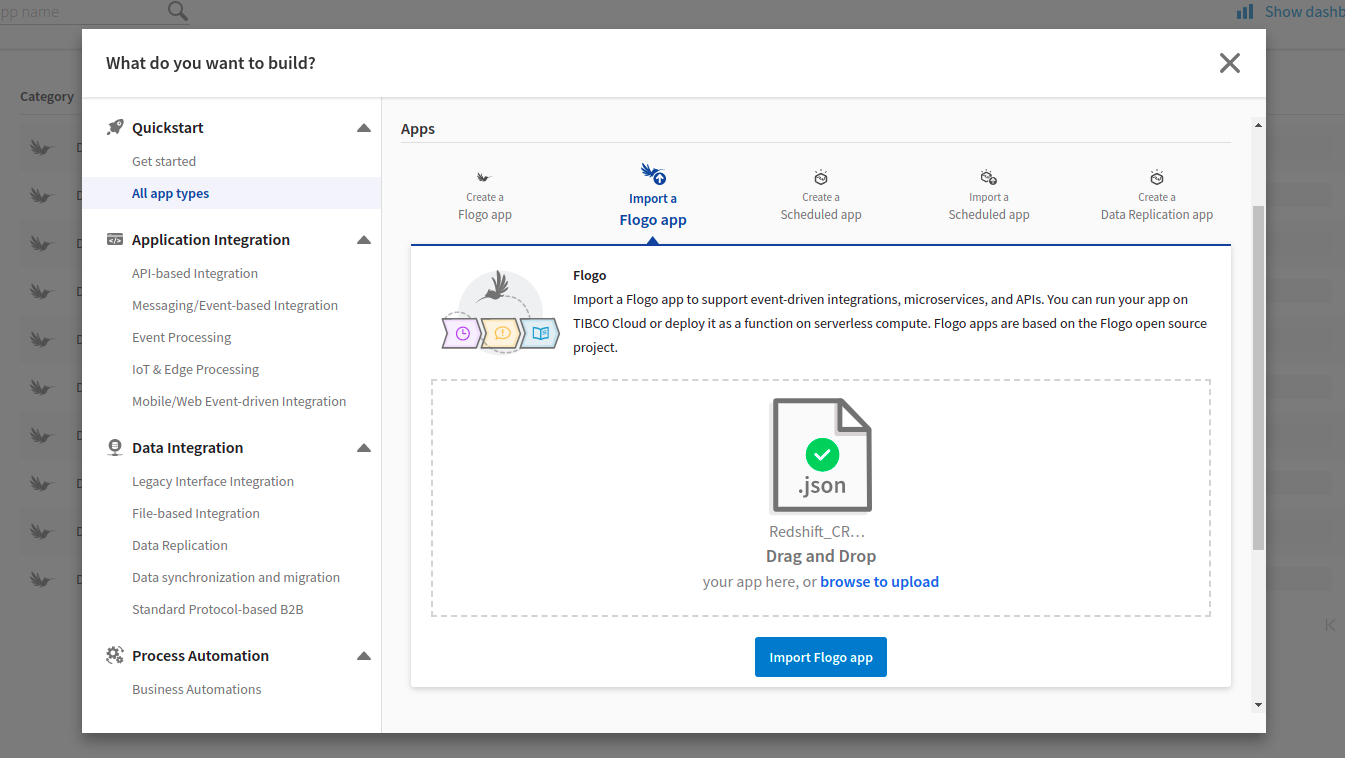 pp name
Show dashb
What do you want to build?
Category
Quickstart
Get started
All app types
Application Integration
API-based Integration
Messaging/Event-based Integration
Event Processing
IoT & Edge Processing
Mobile/Web Event-driven Integration
Data Integration
Legacy Interface Integration
File-based Integration
Data Replication
Data synchronization and migration
Standard Protocol-based B2B
Process Automation
Business Automations
Apps
Create a
Flogo app
Import a
Flogo app
Create a
Scheduled app
Import a
Scheduled app
Create a
Data Replication app
Flogo
Import a Flogo app to support event-driven integrations, microservices, and APIs. You can run your app on
TIBCO Cloud or deploy it as a function on serverless compute. Flogo apps are based on the Flogo open source
project.
.json
Redshift_CR...
Drag and Drop
your app here, or browse to upload
Import Flogo app